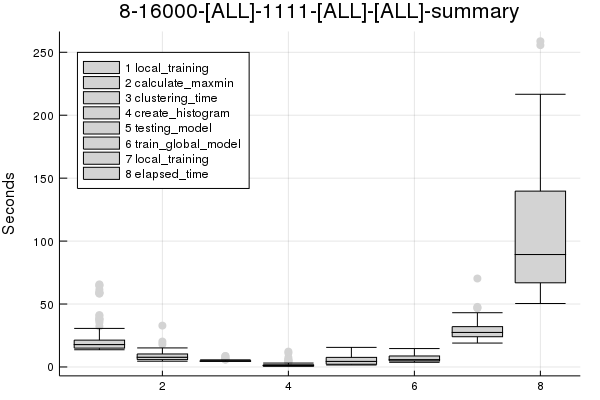 8-16000-[ALL]-1111-[ALL]-[ALL]-summary
250
200
150
100
50
0
Seconds
1 local_training
2 calculate_maxmin
3 clustering_time
4 create_histogram
5 testing_model
6 train_global_model
7 local_training
8 elapsed_time
2
4
6
8